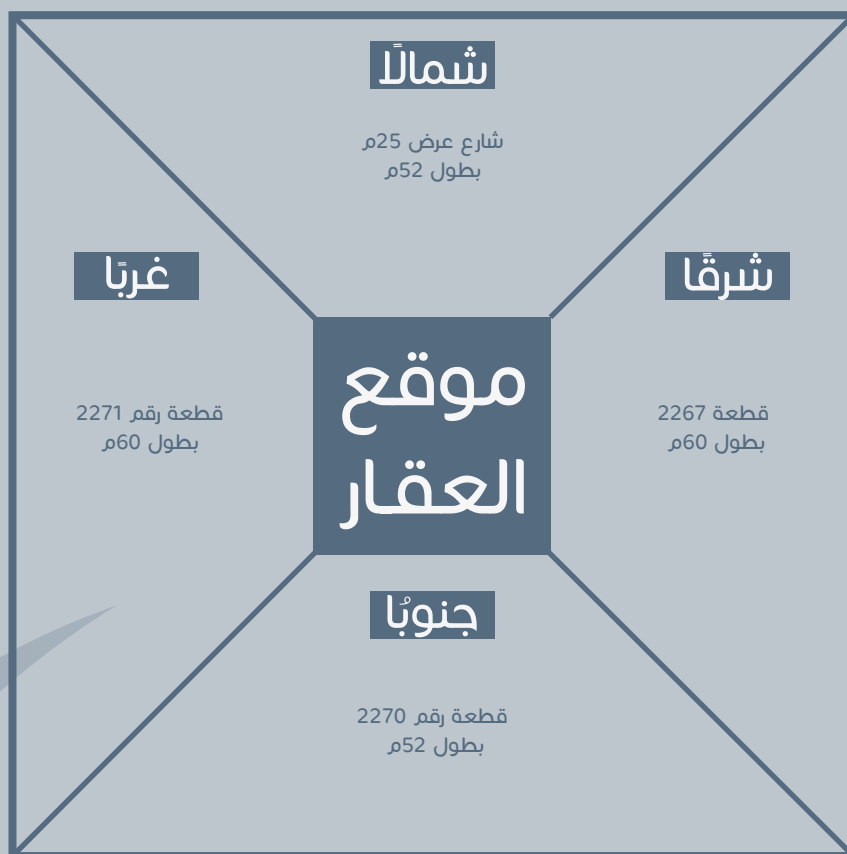 شمالًا
شارع عرض 25م
بطول 52م
شرقًا
قطعة 2267
بطول 60م
غربًا
قطعة رقم 2271
بطول 60م
موقع
العقار
جنوبًا
قطعة رقم 2270
بطول 52م